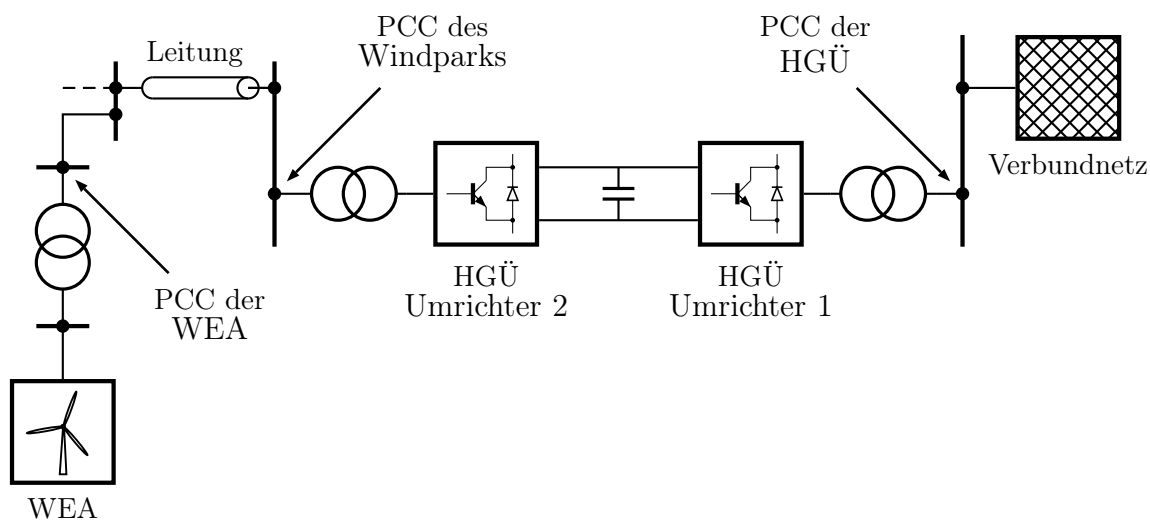 PCC des
Windparks
PCC der
HGÜ
Leitung
Verbundnetz
HGÜ
Umrichter 2
HGÜ
Umrichter 1
PCC der
WEA
WEA